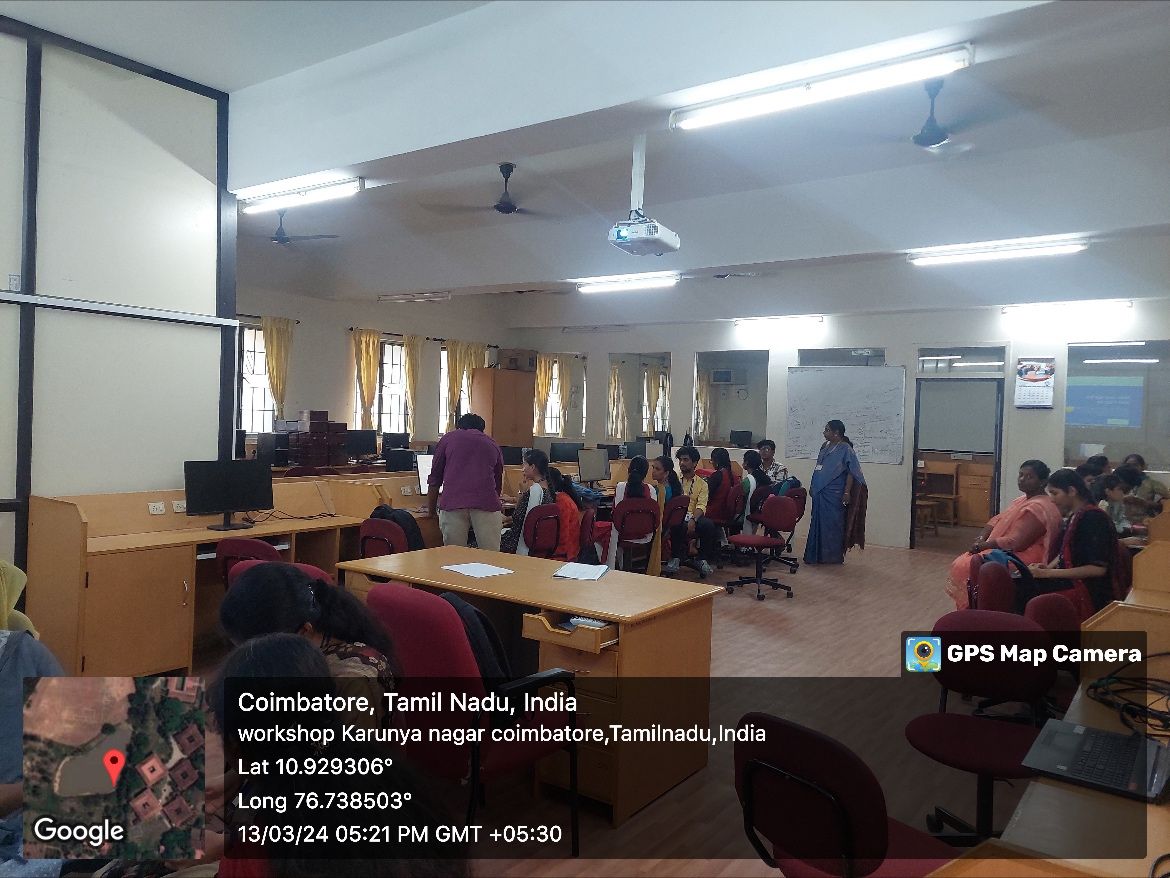 GPS Map Camera
Coimbatore, Tamil Nadu, India
workshop Karunya nagar coimbatore,Tamilnadu,India
Lat 10.929306°
Long 76.738503°
13/03/24 05:21 PM GMT +05:30
Google